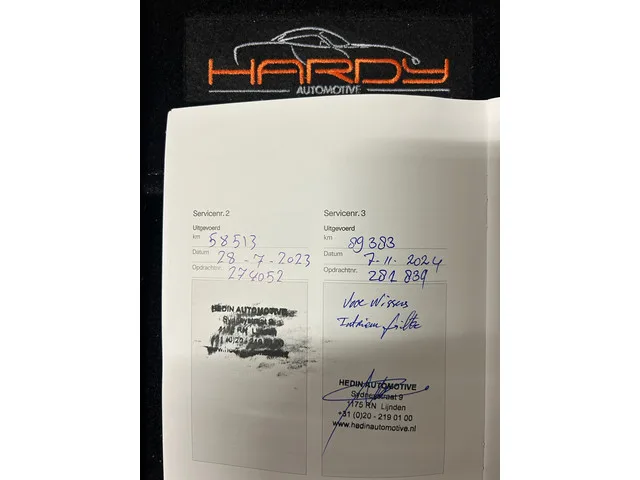 HARDY
AUTOMOTIVE
Servicenr. 2
Uitgevoerd
km 58513
Datum 28-7-2023
Opdrachtnr. 274052
HEDIN AUTOMOTIVE
Lijnden
Servicenr. 3
Uitgevoerd
km 89383
Datum 7-11-2024
Opdrachtnr. 281839
Voor Wissers
Interieur filter
HEDIN AUTOMOTIVE
Sydneystraat 9
1175 RN Lijnden
+31 (0)20 - 219 01 00
www.hedinautomotive.nl